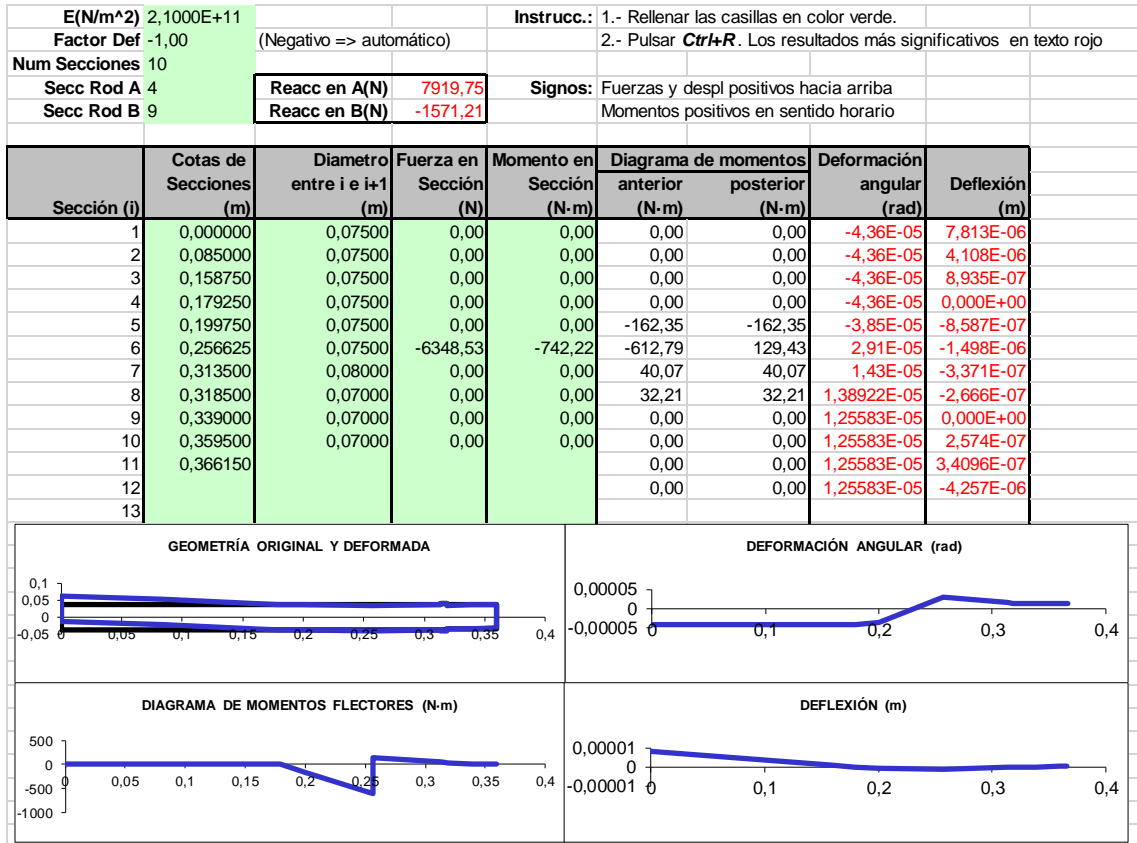 E(N/m^2) 2,1000E+11 Instrucc.: 1.- Rellenar las casillas en color verde.
Factor Def -1,00 (Negativo => automático) 2.- Pulsar Ctrl+R. Los resultados más significativos en texto rojo
Num Secciones 10
Secc Rod A 4 Reacc en A(N) 7919,75 Signos: Fuerzas y despl positivos hacia arriba
Secc Rod B 9 Reacc en B(N) -1571,21 Momentos positivos en sentido horario
Cotas de Diametro Fuerza en Momento en Diagrama de momentos Deformación
Secciones entre i e i+1 Sección Sección anterior posterior angular Deflexión
Sección (i) (m) (m) (N) (N·m) (N·m) (N·m) (rad) (m)
1 0,000000 0,07500 0,00 0,00 0,00 0,00 -4,36E-05 7,813E-06
2 0,085000 0,07500 0,00 0,00 0,00 0,00 -4,36E-05 4,108E-06
3 0,158750 0,07500 0,00 0,00 0,00 0,00 -4,36E-05 8,935E-07
4 0,179250 0,07500 0,00 0,00 0,00 0,00 -4,36E-05 0,000E+00
5 0,199750 0,07500 0,00 0,00 -162,35 -162,35 -3,85E-05 -8,587E-07
6 0,256625 0,07500 -6348,53 -742,22 -612,79 129,43 2,91E-05 -1,498E-06
7 0,313500 0,08000 0,00 0,00 40,07 40,07 1,43E-05 -3,371E-07
8 0,318500 0,07000 0,00 0,00 32,21 32,21 1,38922E-05 -2,666E-07
9 0,339000 0,07000 0,00 0,00 0,00 0,00 1,25583E-05 0,000E+00
10 0,359500 0,07000 0,00 0,00 0,00 0,00 1,25583E-05 2,574E-07
11 0,366150 0,00 0,00 1,25583E-05 3,4096E-07
12 0,00 0,00 1,25583E-05 -4,257E-06
13
GEOMETRÍA ORIGINAL Y DEFORMADA
0,1
0,05
0
-0,05 0 0,05 0,1 0,15 0,2 0,25 0,3 0,35 0,4
DEFORMACIÓN ANGULAR (rad)
0,00005
0
-0,00005 0 0,1 0,2 0,3 0,4
DIAGRAMA DE MOMENTOS FLECTORES (N·m)
500
0
-500 0 0,05 0,1 0,15 0,2 0,25 0,3 0,35 0,4
-1000
DEFLEXIÓN (m)
0,00001
0
-0,00001 0 0,1 0,2 0,3 0,4